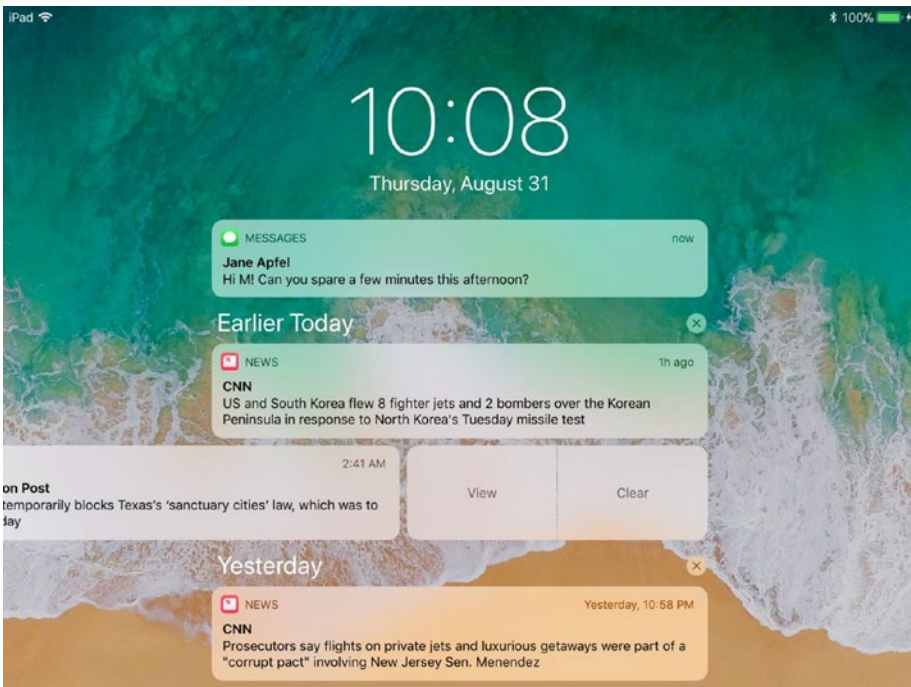 iPad
100%
10:08
Thursday, August 31
MESSAGES now
Jane Apfel
Hi M! Can you spare a few minutes this afternoon?
Earlier Today
NEWS 1h ago
CNN
US and South Korea flew 8 fighter jets and 2 bombers over the Korean
Peninsula in response to North Korea's Tuesday missile test
2:41 AM
on Post
temporarily blocks Texas's ‘sanctuary cities’ law, which was to
day
View
Clear
Yesterday
NEWS Yesterday, 10:58 PM
CNN
Prosecutors say flights on private jets and luxurious getaways were part of a
"corrupt pact" involving New Jersey Sen. Menendez